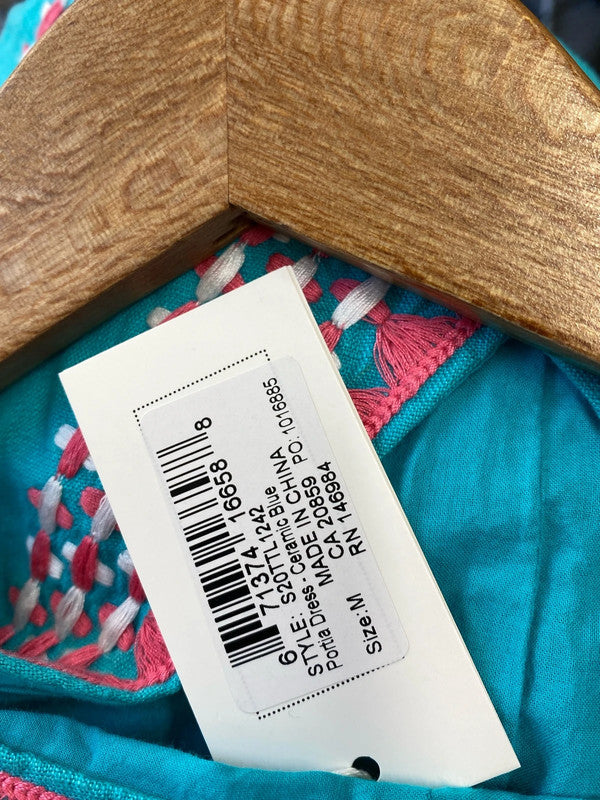 6 71374 16658 8
STYLE: S20TTL1242
Portia Dress - Ceramic Blue
MADE IN CHINA
CA 20859 PO: 1016885
RN 146984
Size: M